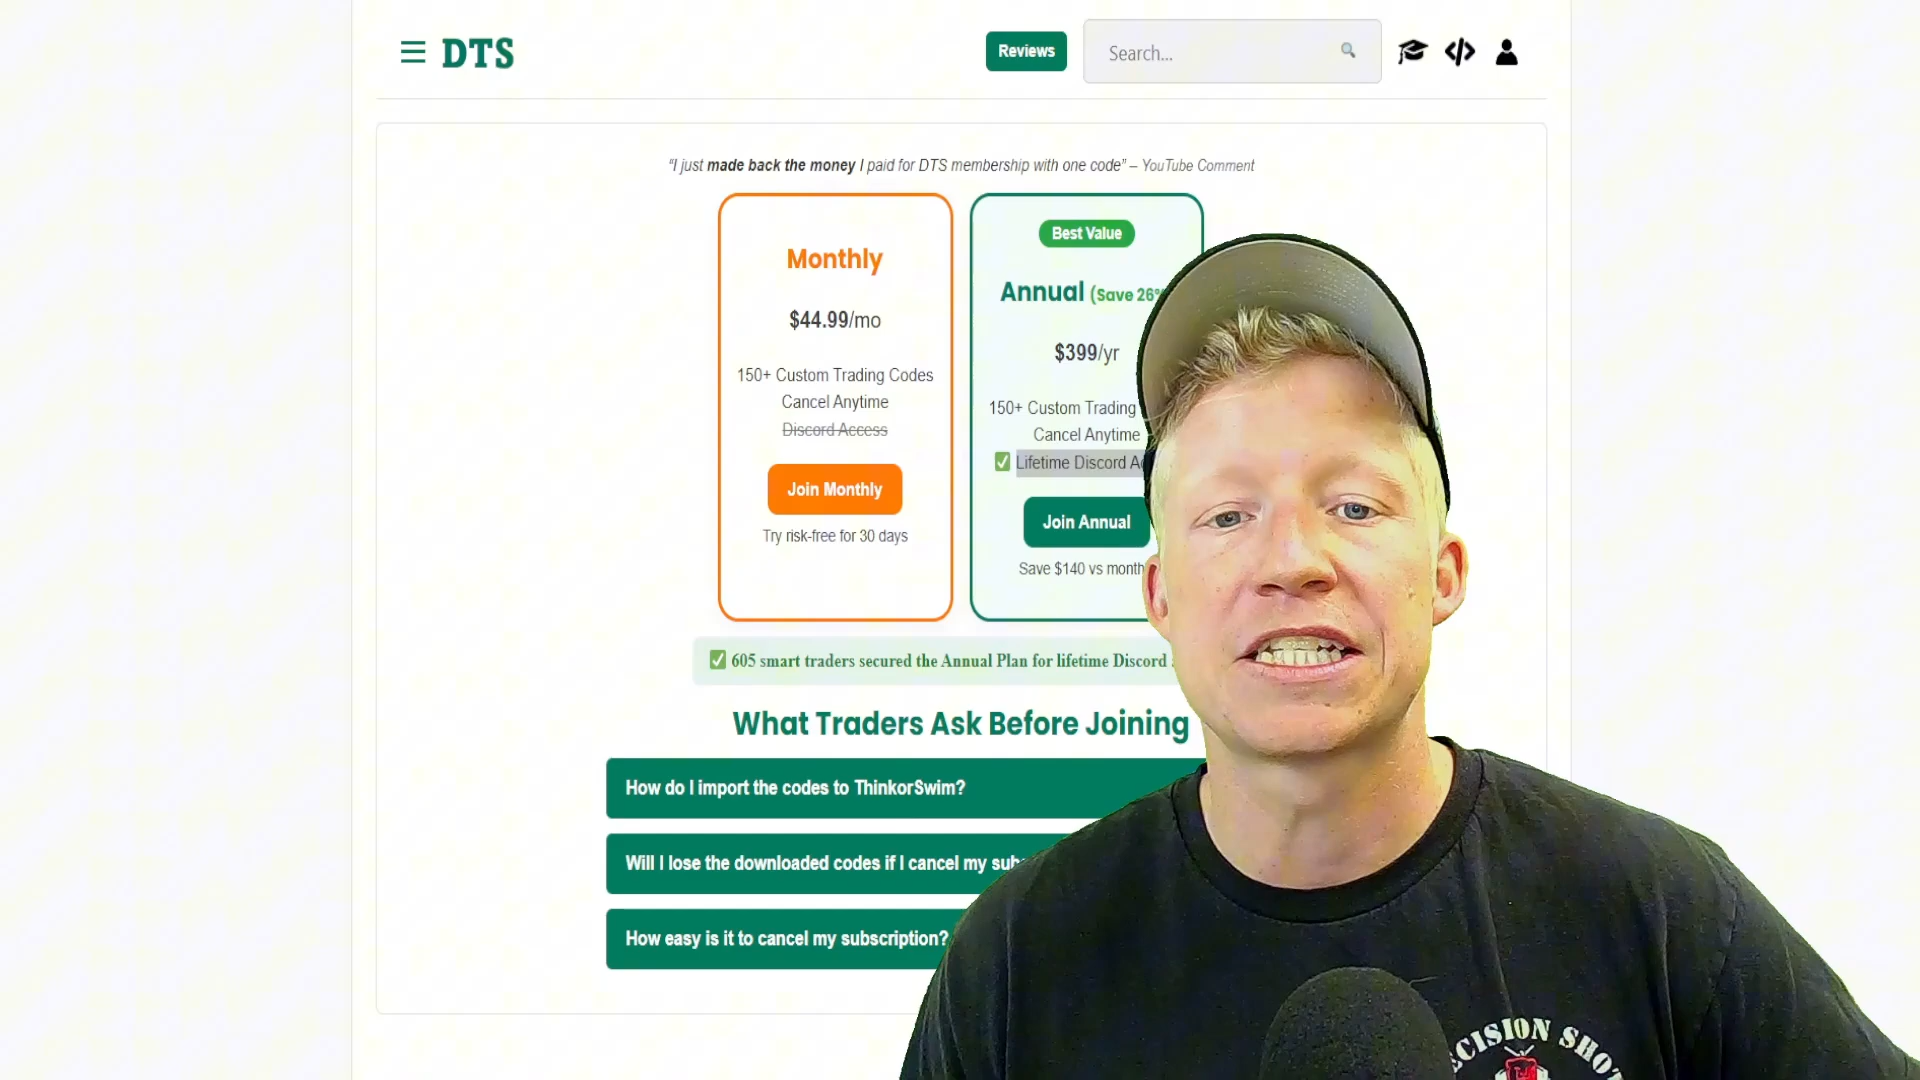 DTS
Reviews
Search...
“I just made back the money I paid for DTS membership with one code” – YouTube Comment
Monthly
$44.99/mo
150+ Custom Trading Codes
Cancel Anytime
Discord Access
Join Monthly
Try risk-free for 30 days
Best Value
Annual (Save 26%
$399/yr
150+ Custom Trading
Cancel Anytime
✅ Lifetime Discord
Join Annual
Save $140 vs
✅ 605 smart traders secured the Annual Plan for lifetime Discord
What Traders Ask Before Joining
How do I import the codes to ThinkorSwim?
Will I lose the downloaded codes if I cancel my
How easy is it to cancel my subscription?